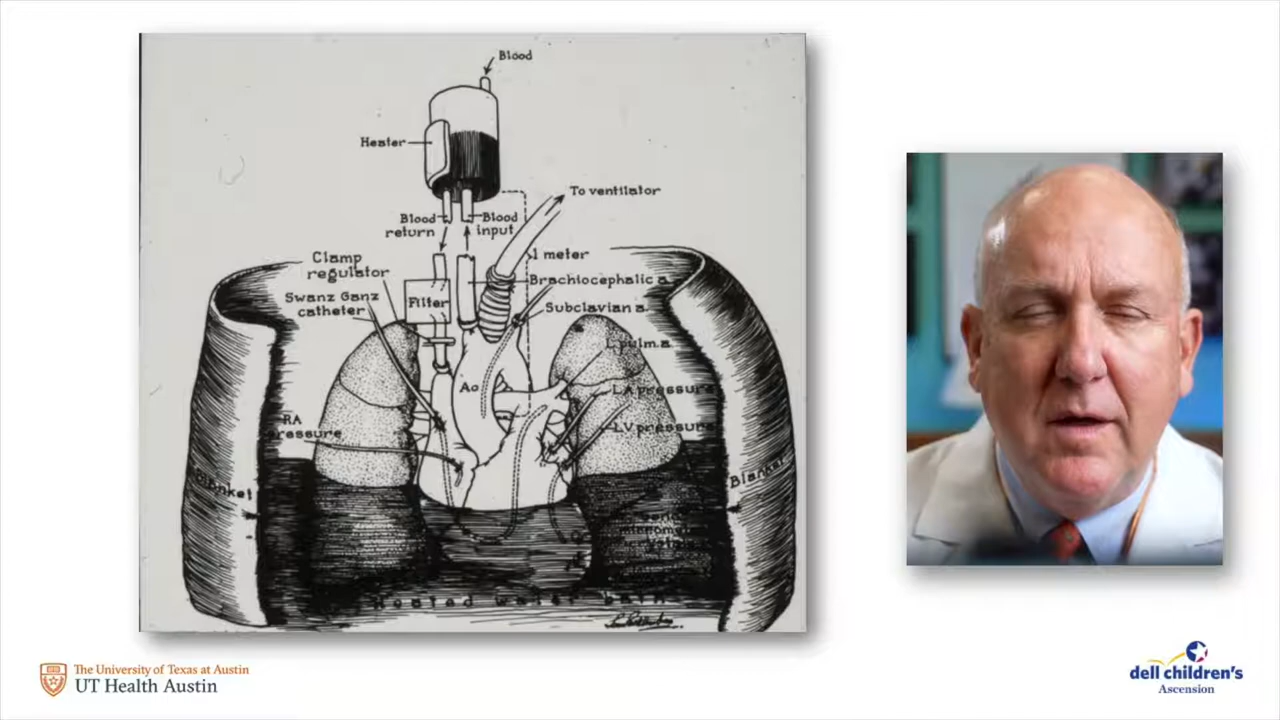 Blood
Heater
To ventilator
Blood
return
Blood
input
1 meter
Clamp
regulator
Brachiocephalic a.
Swanz Ganz
catheter
Filter
Subclavian a.
L pulm a.
Ao
LA pressure
RA
pressure
LV pressure
Blanket
Blanket
Heated water bath
The University of Texas at Austin
UT Health Austin
dell children's
Ascension